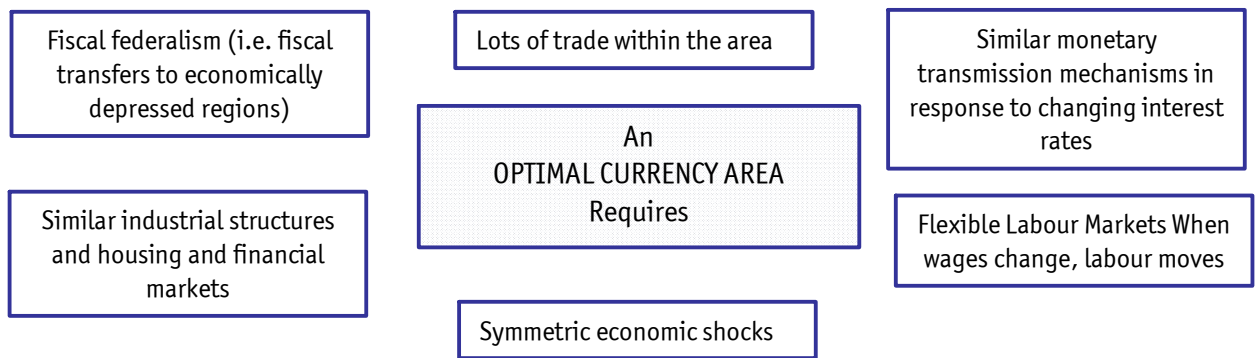 Fiscal federalism (i.e. fiscal
transfers to economically
depressed regions)
Lots of trade within the area
Similar monetary
transmission mechanisms in
response to changing interest
rates
An
OPTIMAL CURRENCY AREA
Requires
Similar industrial structures
and housing and financial
markets
Flexible Labour Markets When
wages change, labour moves
Symmetric economic shocks